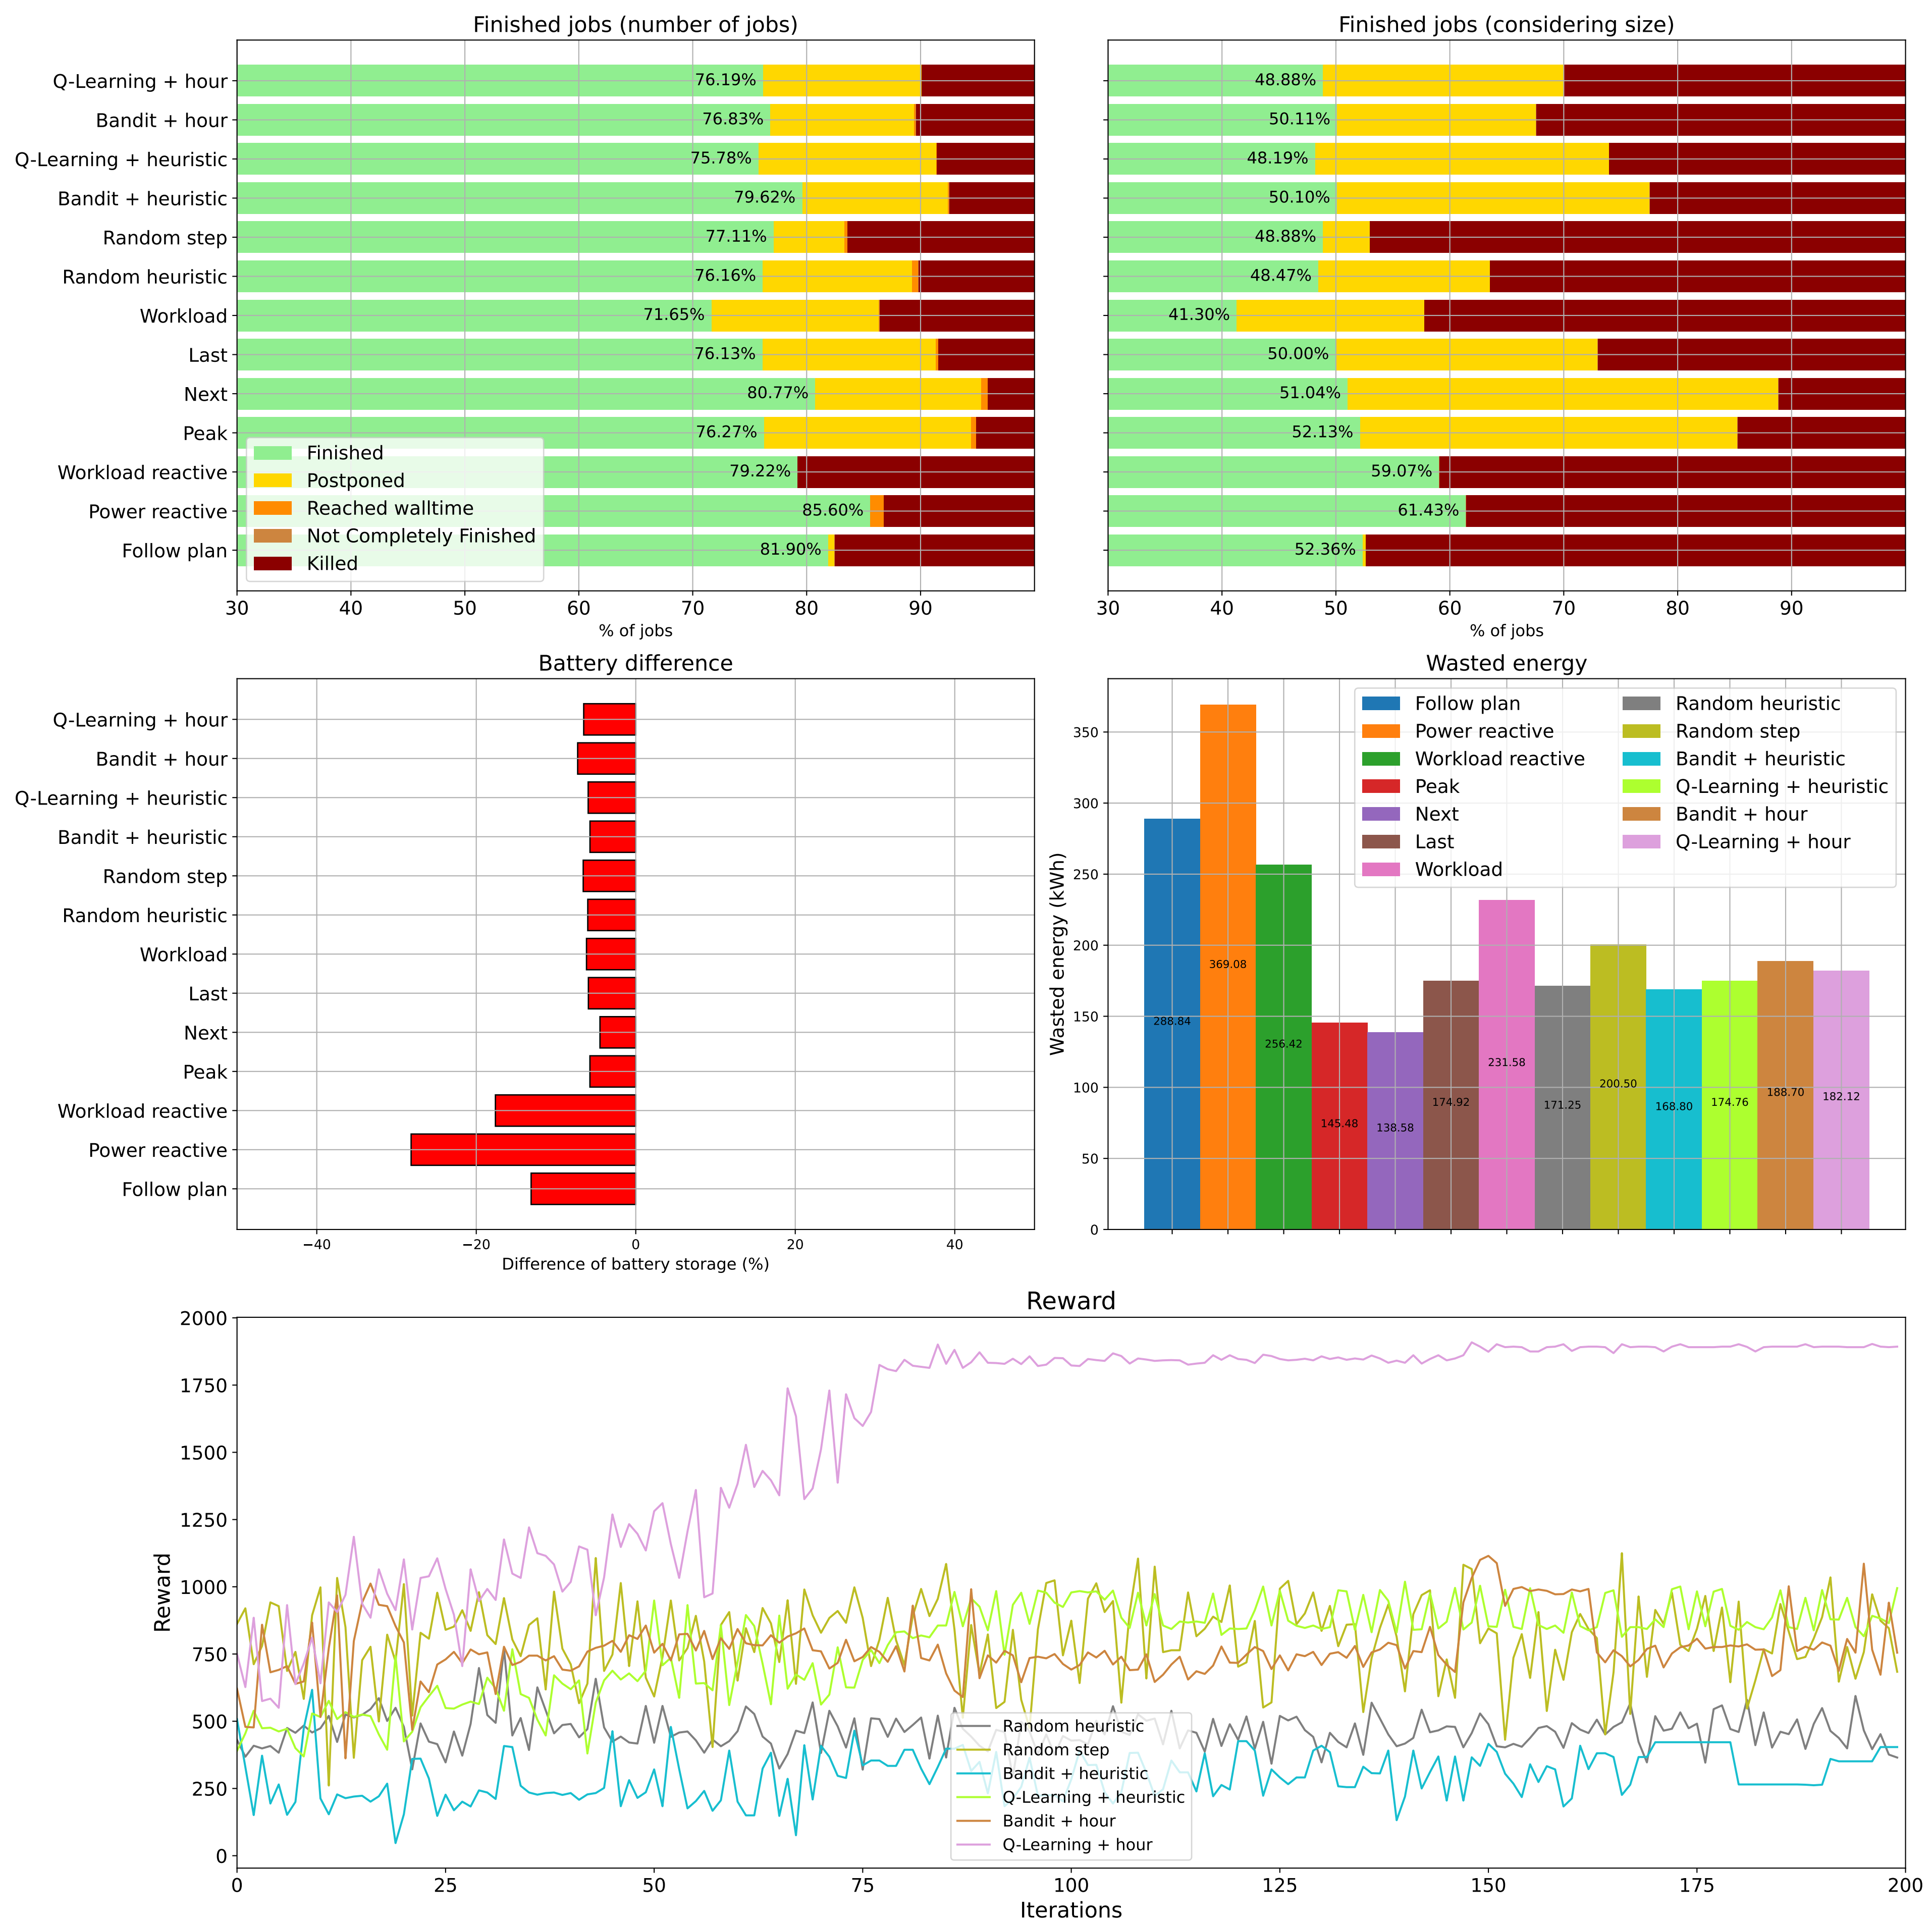 Finished jobs (number of jobs)
Q-Learning + hour
76.19%
Bandit + hour
76.83%
Q-Learning + heuristic
75.78%
Bandit + heuristic
79.62%
Random step
77.11%
Random heuristic
76.16%
Workload
71.65%
Last
76.13%
Next
80.77%
Peak
76.27%
Workload reactive
79.22%
Power reactive
85.60%
Follow plan
81.90%
Finished
Postponed
Reached walltime
Not Completely Finished
Killed
30 40 50 60 70 80 90
% of jobs
Finished jobs (considering size)
48.88%
50.11%
48.19%
50.10%
48.88%
48.47%
41.30%
50.00%
51.04%
52.13%
59.07%
61.43%
52.36%
30 40 50 60 70 80 90
% of jobs
Battery difference
Q-Learning + hour
Bandit + hour
Q-Learning + heuristic
Bandit + heuristic
Random step
Random heuristic
Workload
Last
Next
Peak
Workload reactive
Power reactive
Follow plan
−40 −20 0 20 40
Difference of battery storage (%)
Wasted energy
Wasted energy (kWh)
350
300
250
200
150
100
50
0
Follow plan
Power reactive
Workload reactive
Peak
Next
Last
Workload
Random heuristic
Random step
Bandit + heuristic
Q-Learning + heuristic
Bandit + hour
Q-Learning + hour
288.84
369.08
256.42
145.48
138.58
174.92
231.58
171.25
200.50
168.80
174.76
188.70
182.12
Reward
Reward
2000
1750
1500
1250
1000
750
500
250
0
Random heuristic
Random step
Bandit + heuristic
Q-Learning + heuristic
Bandit + hour
Q-Learning + hour
0 25 50 75 100 125 150 175 200
Iterations